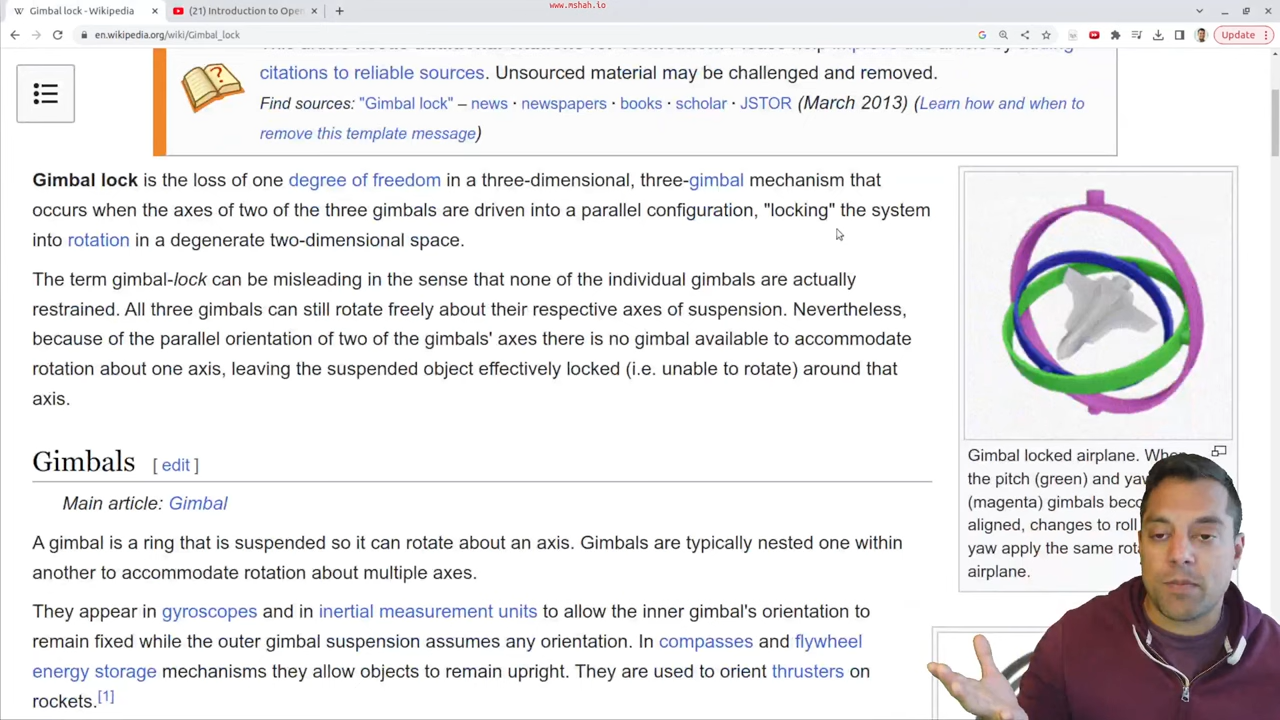 www.mshah.io
Gimbal lock - Wikipedia
(21) Introduction to Open
en.wikipedia.org/wiki/Gimbal_lock
Update
citations to reliable sources. Unsourced material may be challenged and removed.
Find sources: "Gimbal lock" – news · newspapers · books · scholar · JSTOR (March 2013) (Learn how and when to
remove this template message)
Gimbal lock is the loss of one degree of freedom in a three-dimensional, three-gimbal mechanism that
occurs when the axes of two of the three gimbals are driven into a parallel configuration, "locking" the system
into rotation in a degenerate two-dimensional space.
The term gimbal-lock can be misleading in the sense that none of the individual gimbals are actually
restrained. All three gimbals can still rotate freely about their respective axes of suspension. Nevertheless,
because of the parallel orientation of two of the gimbals' axes there is no gimbal available to accommodate
rotation about one axis, leaving the suspended object effectively locked (i.e. unable to rotate) around that
axis.
Gimbal locked airplane. When
the pitch (green) and yaw
(magenta) gimbals become
aligned, changes to roll
yaw apply the same
airplane.
Gimbals [ edit ]
Main article: Gimbal
A gimbal is a ring that is suspended so it can rotate about an axis. Gimbals are typically nested one within
another to accommodate rotation about multiple axes.
They appear in gyroscopes and in inertial measurement units to allow the inner gimbal's orientation to
remain fixed while the outer gimbal suspension assumes any orientation. In compasses and flywheel
energy storage mechanisms they allow objects to remain upright. They are used to orient thrusters on
rockets.[1]